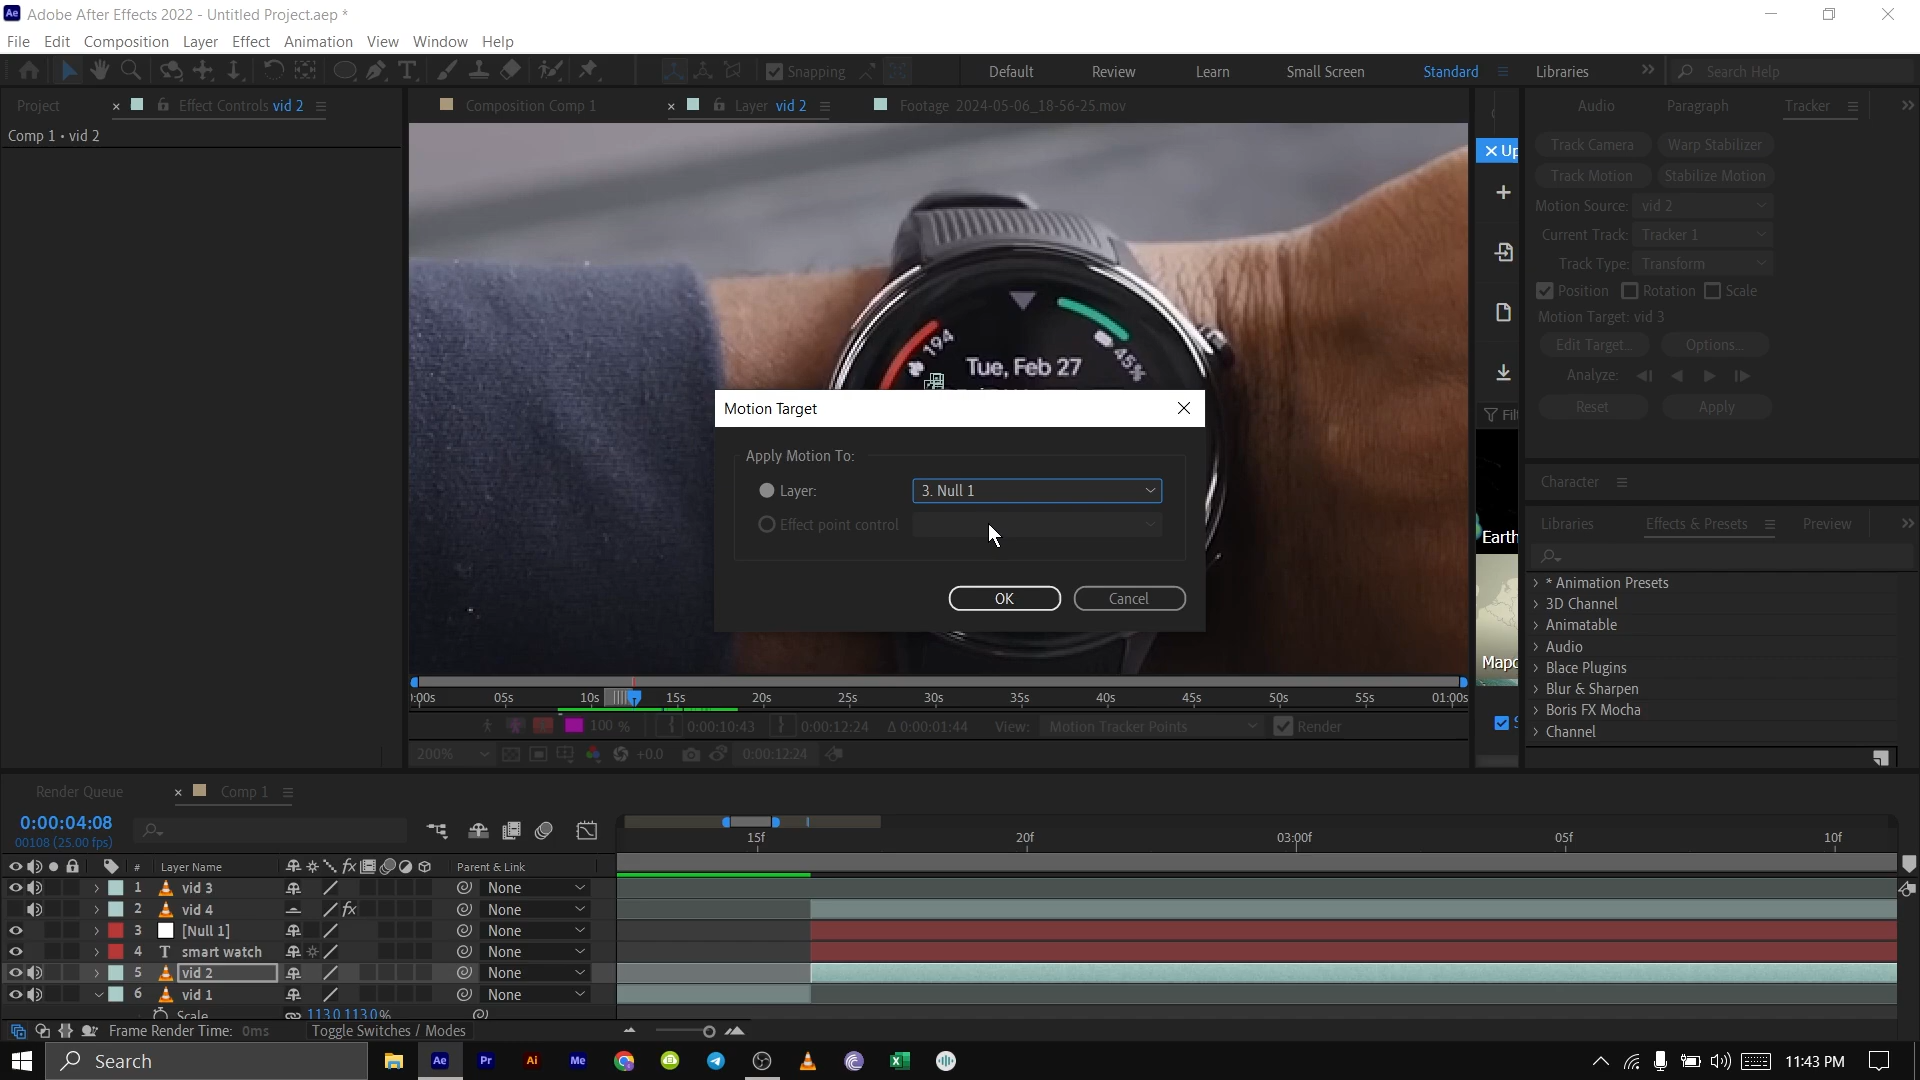 Adobe After Effects 2022 - Untitled Project.aep *
File Edit Composition Layer Effect Animation View Window Help
Snapping Default Review Learn Small Screen Standard Libraries Search Help
Project Effect Controls vid 2 Composition Comp 1 Layer vid 2 Footage 2024-05-06_18-56-25.mov Audio Paragraph Tracker
Comp 1 • vid 2
Track Camera Warp Stabilizer
Track Motion Stabilize Motion
Motion Source: vid 2
Current Track: Tracker 1
Track Type: Transform
Position Rotation Scale
Motion Target: vid 3
Edit Target... Options...
Analyze:
Reset Apply
194
45%
Tue, Feb 27
Motion Target
Apply Motion To:
Layer: 3. Null 1
Effect point control
OK Cancel
Up
Filt
Earth
Mapc
S
Character
Libraries Effects & Presets Preview
* Animation Presets
3D Channel
Animatable
Audio
Blace Plugins
Blur & Sharpen
Boris FX Mocha
Channel
:00s 05s 10s 15s 20s 25s 30s 35s 40s 45s 50s 55s 01:00s
100 % 0:00:10:43 0:00:12:24 Δ 0:00:01:44 View: Motion Tracker Points Render
200% +0.0 0:00:12:24
Render Queue Comp 1
0:00:04:08
00108 (25.00 fps)
15f 20f 03:00f 05f 10f
# Layer Name fx Parent & Link
1 vid 3 None
2 vid 4 fx None
3 [Null 1] None
4 T smart watch None
5 vid 2 None
6 vid 1 None
Scale 113.0,113.0%
Frame Render Time: 0ms Toggle Switches / Modes
Search Ae Pr Ai Me 11:43 PM